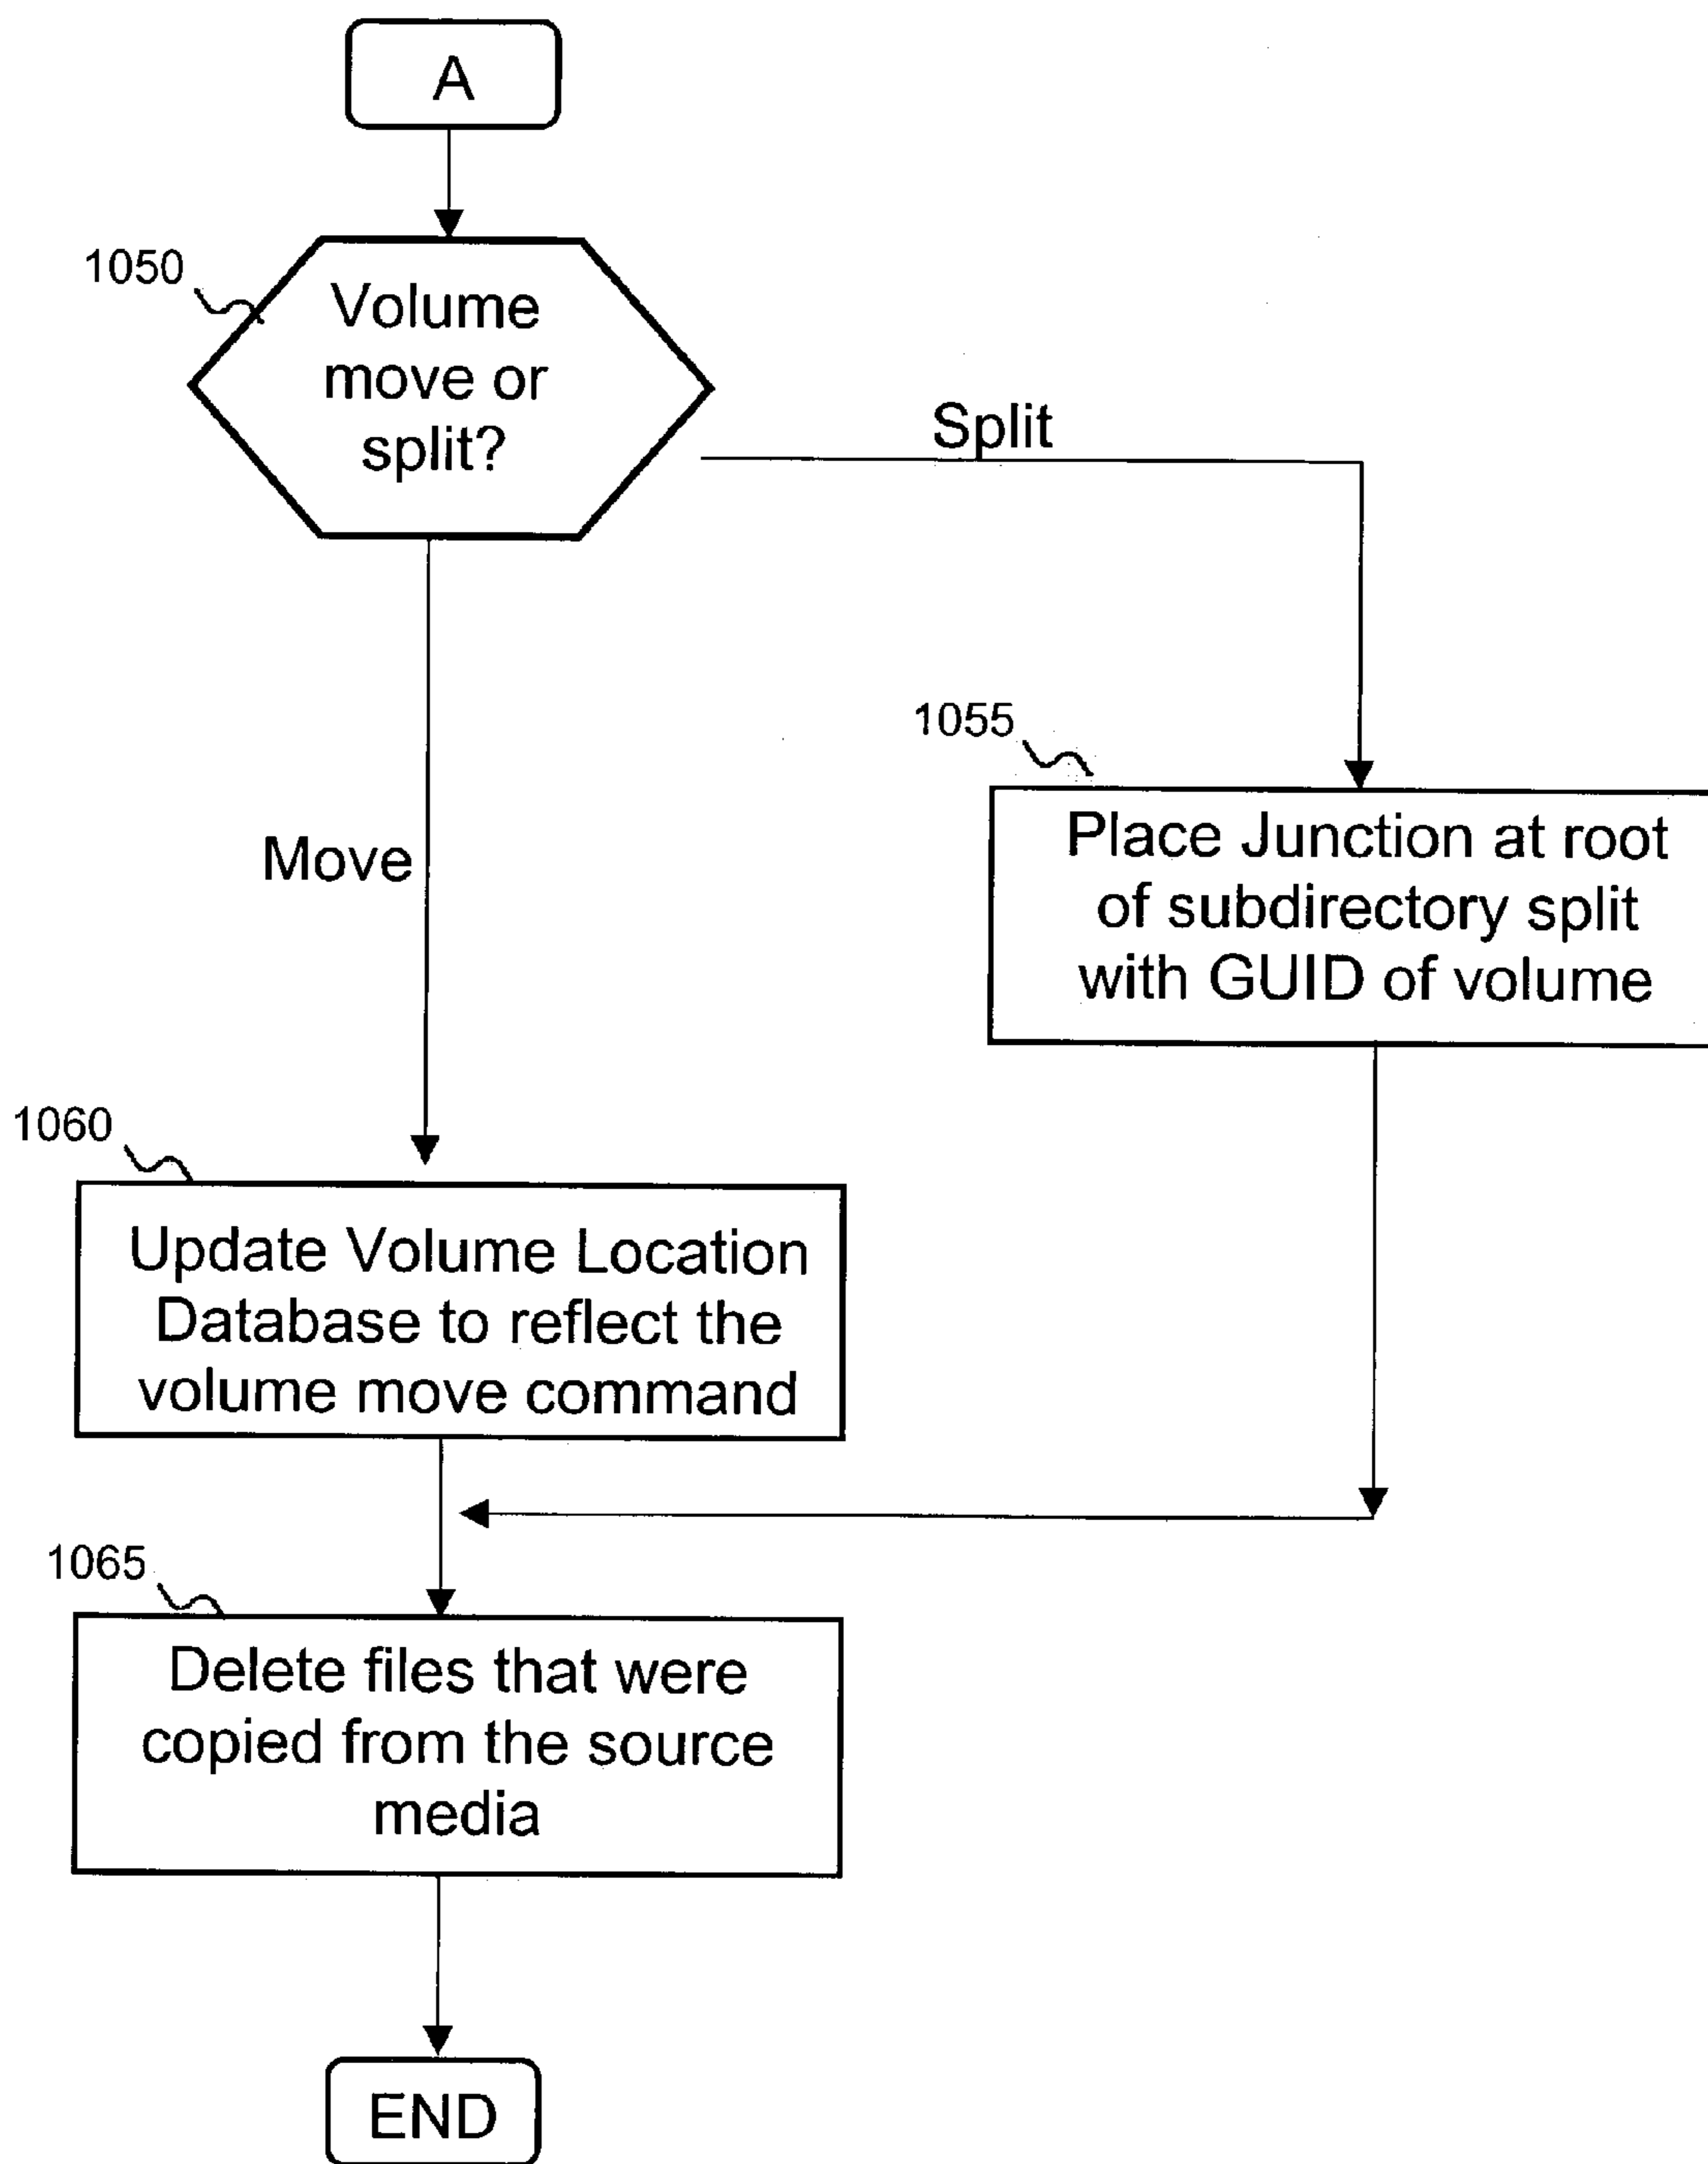 A
1050
Volume
move or
split?
Split
1055
Place Junction at root
of subdirectory split
with GUID of volume
Move
1060
Update Volume Location
Database to reflect the
volume move command
1065
Delete files that were
copied from the source
media
END